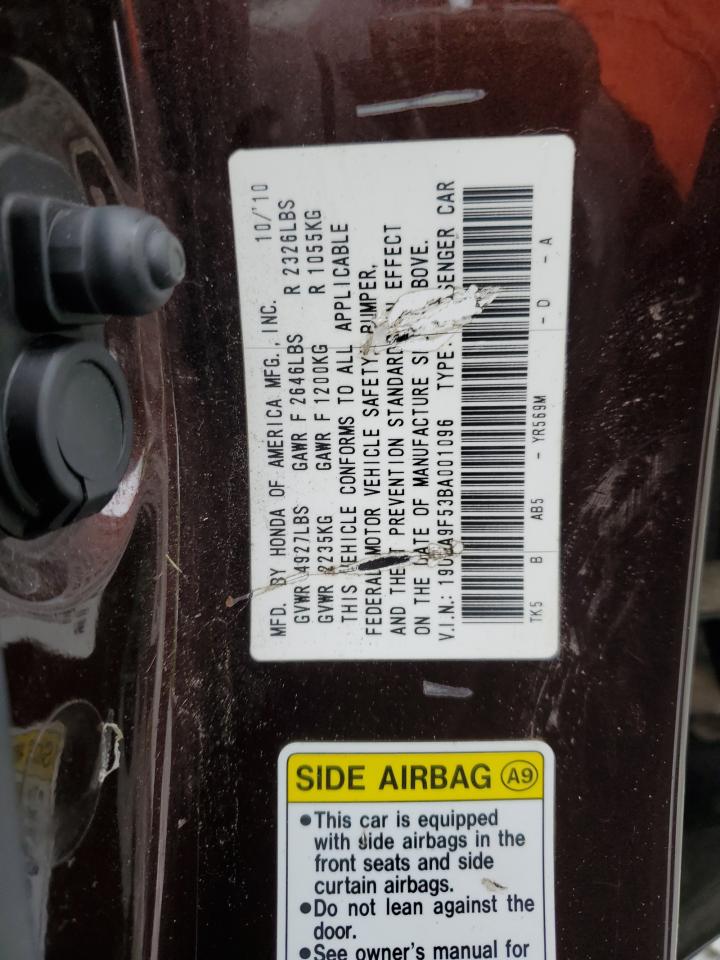 MFD. BY HONDA OF AMERICA MFG., INC. 10/'10
GVWR 4927LBS GAWR F 2646LBS R 2326LBS
GVWR 2235KG GAWR F 1200KG R 1055KG
THIS VEHICLE CONFORMS TO ALL APPLICABLE
FEDERAL MOTOR VEHICLE SAFETY, BUMPER,
AND THEFT PREVENTION STANDARDS IN EFFECT
ON THE DATE OF MANUFACTURE SHOWN ABOVE.
V.I.N.: A9F53BA001096 TYPE PASSENGER CAR
TK5 B AB5 - YR569M - D - A
SIDE AIRBAG A9
●This car is equipped
with side airbags in the
front seats and side
curtain airbags.
●Do not lean against the
door.
●See owner's manual for